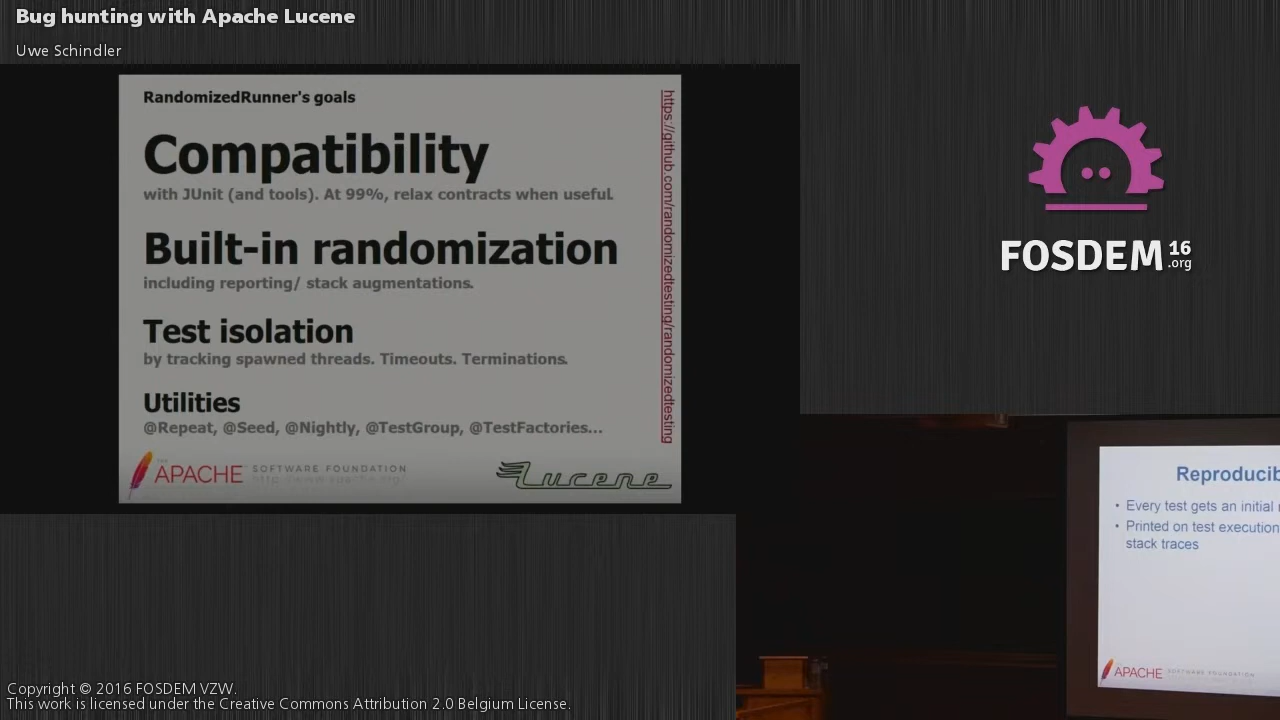 Bug hunting with Apache Lucene
Uwe Schindler
RandomizedRunner's goals
Compatibility
with JUnit (and tools). At 99%, relax contracts when useful.
Built-in randomization
including reporting/ stack augmentations.
Test isolation
by tracking spawned threads. Timeouts. Terminations.
Utilities
@Repeat, @Seed, @Nightly, @TestGroup, @TestFactories...
https://github.com/randomizedtesting/randomizedtesting
THE
APACHE SOFTWARE FOUNDATION
http://www.apache.org/
Lucene
FOSDEM 16
.org
Reproducib
• Every test gets an initial
• Printed on test execution
stack traces
APACHE SOFTWARE FOUNDATION
Copyright © 2016 FOSDEM VZW.
This work is licensed under the Creative Commons Attribution 2.0 Belgium License.